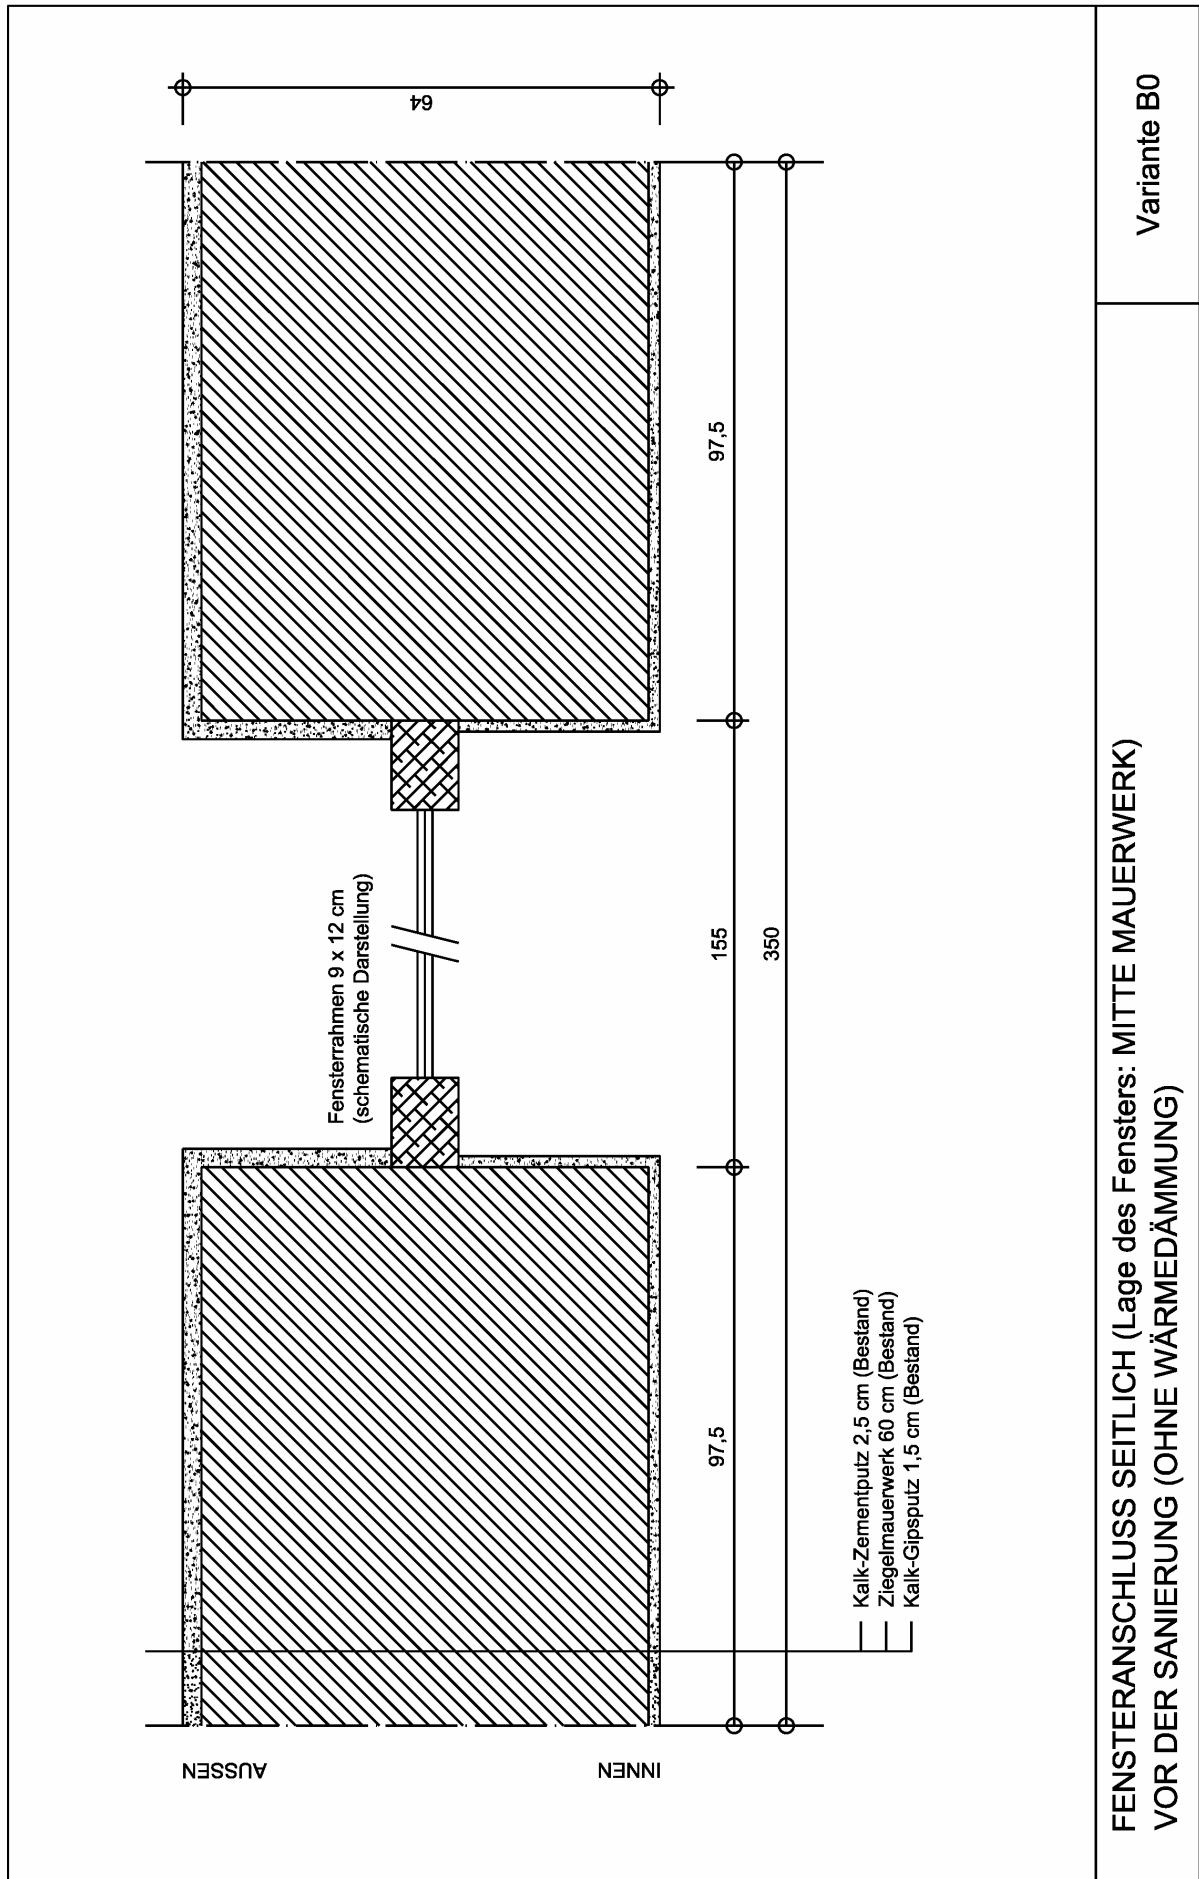 AUSSEN
INNEN
64
Fensterrahmen 9 x 12 cm
(schematische Darstellung)
97,5
155
97,5
350
Kalk-Zementputz 2,5 cm (Bestand)
Ziegelmauerwerk 60 cm (Bestand)
Kalk-Gipsputz 1,5 cm (Bestand)
FENSTERANSCHLUSS SEITLICH (Lage des Fensters: MITTE MAUERWERK)
VOR DER SANIERUNG (OHNE WÄRMEDÄMMUNG)
Variante B0